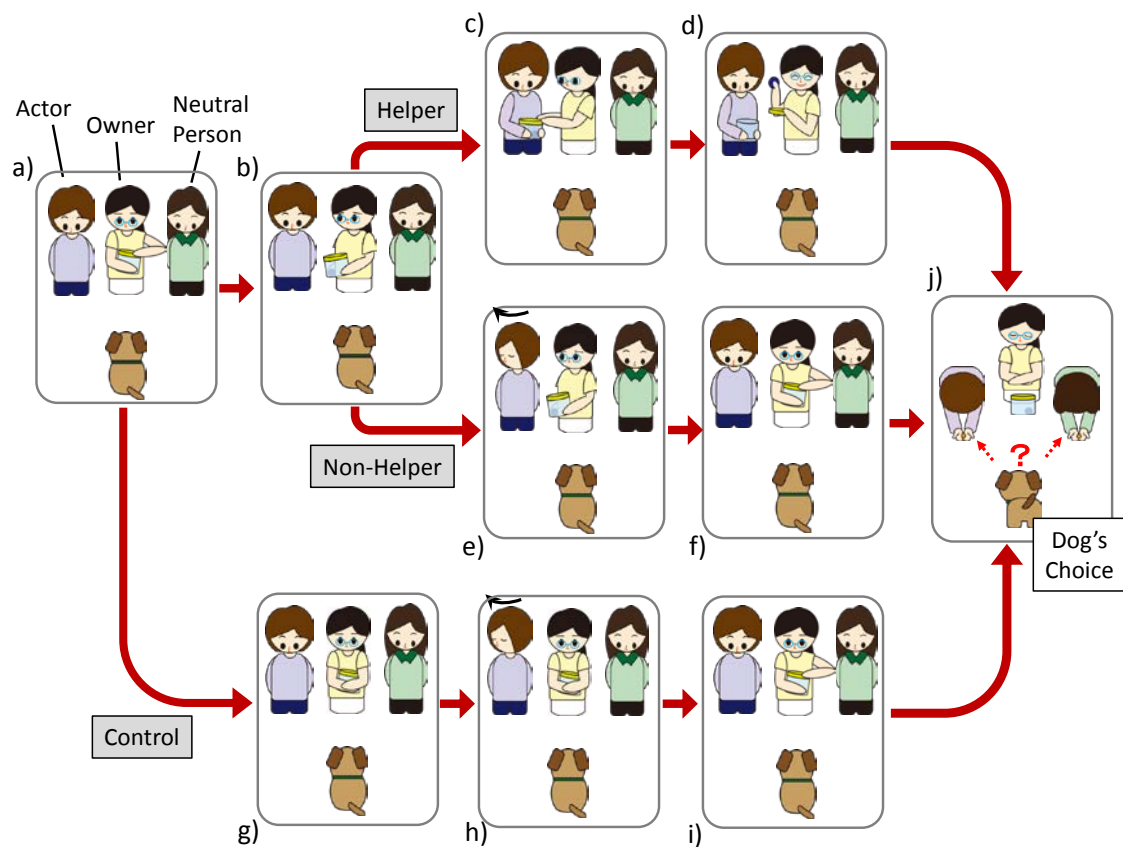 c)
d)
Actor
Owner
Neutral
Person
Helper
a)
b)
j)
?
Non-Helper
e)
f)
Dog's
Choice
Control
g)
h)
i)